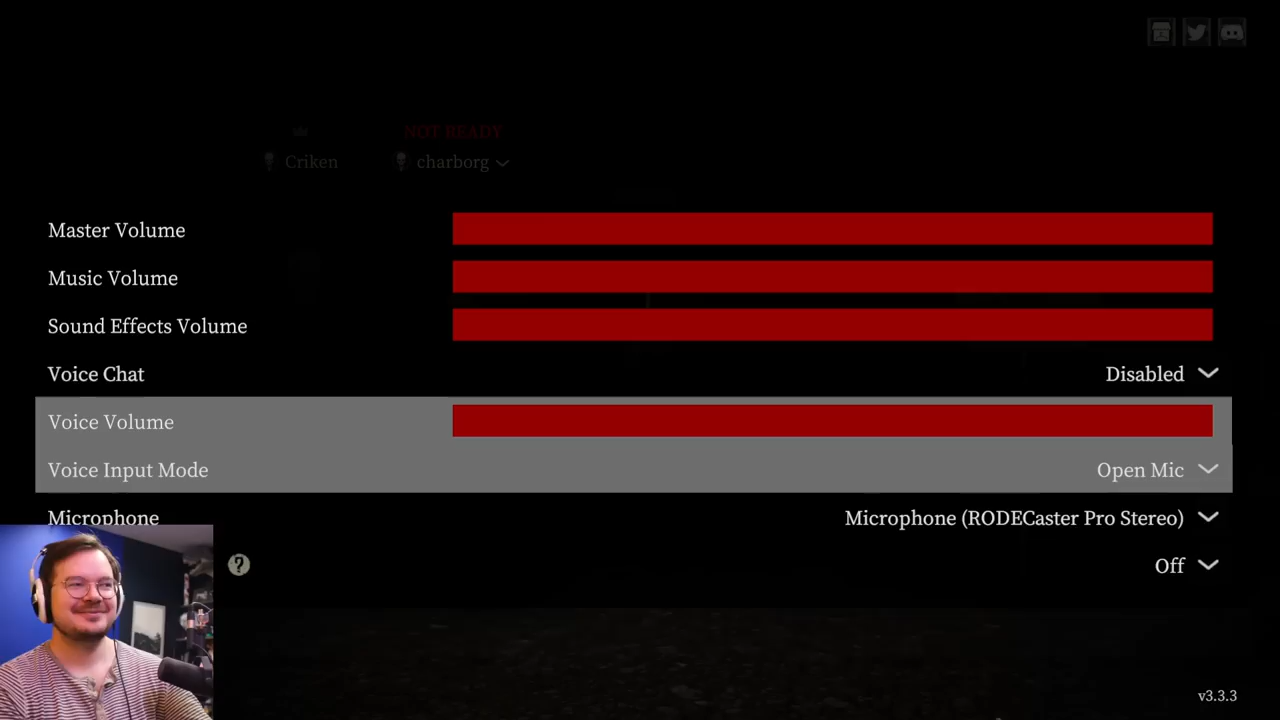 NOT READY
Criken charborg
Master Volume
Music Volume
Sound Effects Volume
Voice Chat Disabled
Voice Volume
Voice Input Mode Open Mic
Microphone Microphone (RODECaster Pro Stereo)
? Off
v3.3.3